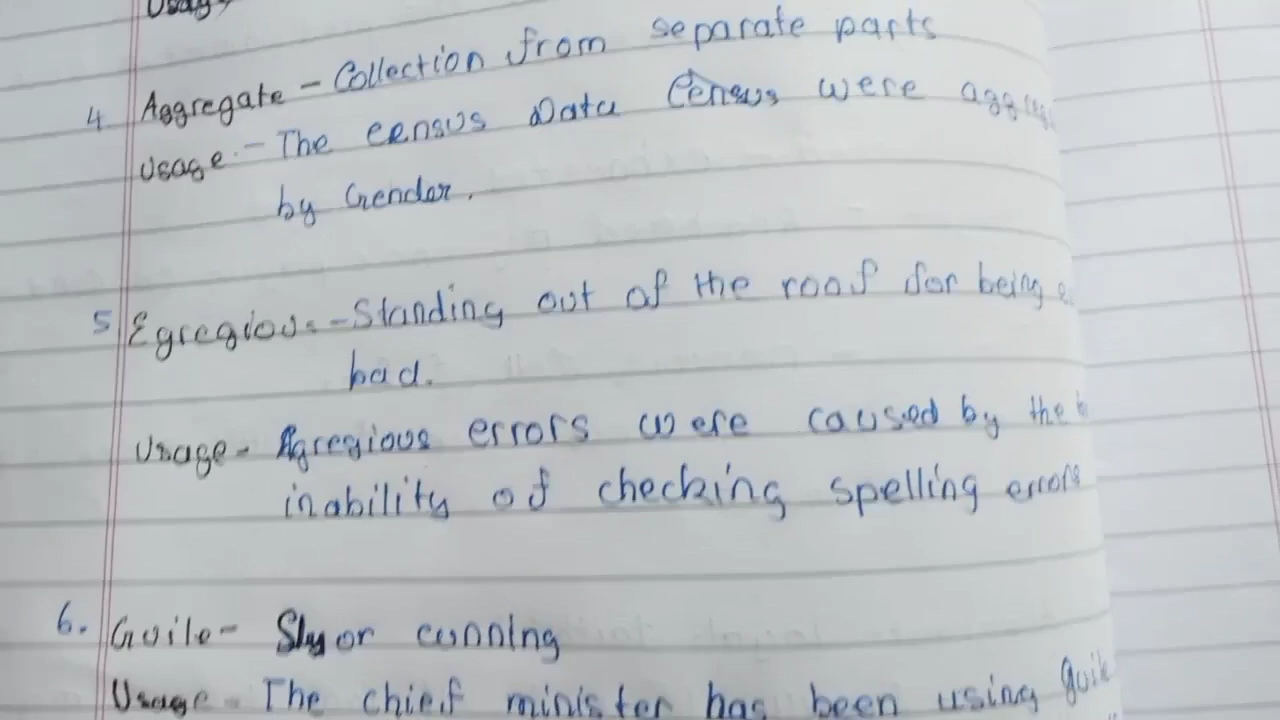 4 Aggregate - Collection from separate parts
Usage - The census Data Census were
by Gender.
5 Egregious - Standing out of the roof for being
bad.
Usage - Agregious errors were caused by the
inability of checking spelling errors
6. Guile - Sly or cunning
Usage - The chief minister has been using